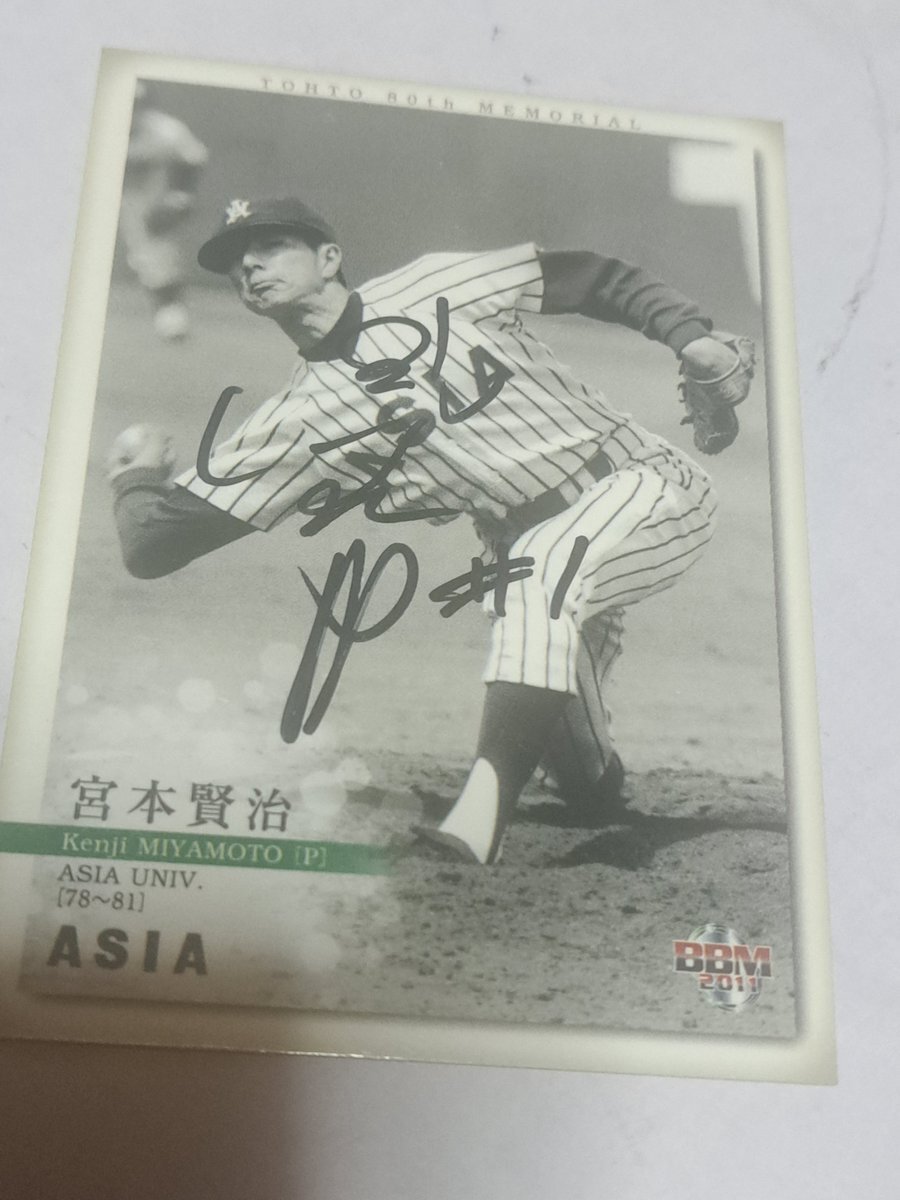 TOHTO 80th MEMORIAL
#1
宮本賢治
Kenji MIYAMOTO [P]
ASIA UNIV.
[78〜81]
ASIA
BBM
2011